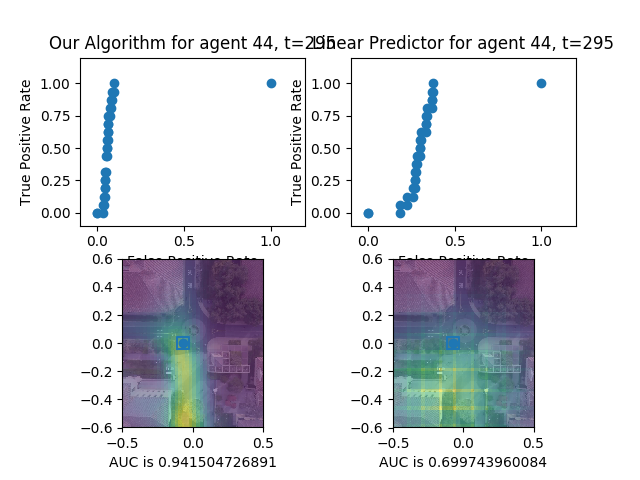 Our Algorithm for agent 44, t=295
Linear Predictor for agent 44, t=295
True Positive Rate
1.00
0.75
0.50
0.25
0.00
0.0 0.5 1.0
False Positive Rate
True Positive Rate
1.00
0.75
0.50
0.25
0.00
0.0 0.5 1.0
False Positive Rate
0.6
0.4
0.2
0.0
−0.2
−0.4
−0.6
−0.5 0.0 0.5
AUC is 0.941504726891
0.6
0.4
0.2
0.0
−0.2
−0.4
−0.6
−0.5 0.0 0.5
AUC is 0.699743960084